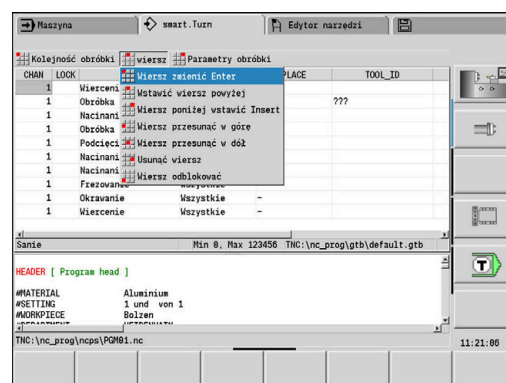 Maszyna smart.Turn Edytor narzędzi
Kolejność obróbki wiersz Parametry obróbki
CHAN LOCK PLACE TOOL_ID
Wiersz zmienić Enter
Wstawić wiersz powyżej
Wiersz poniżej wstawić Insert
Wiersz przesunąć w górę
Wiersz przesunąć w dół
Usunąć wiersz
Wiersz odblokować
1 Wierceni
1 Obróbka ???
1 Nacinani
1 Obróbka
1 Podcięci
1 Nacinani
1 Nacinani
1 Frezowanie Wszystkie
1 Okrawanie Wszystkie -
1 Wiercenie Wszystkie -
Sanie Min 0, Max 123456 TNC:\nc_prog\gtb\default.gtb
HEADER [ Program head ]
#MATERIAL Aluminium
#SETTING 1 und von 1
#WORKPIECE Bolzen
TNC:\nc_prog\ncps\PGM01.nc
T
11:21:06